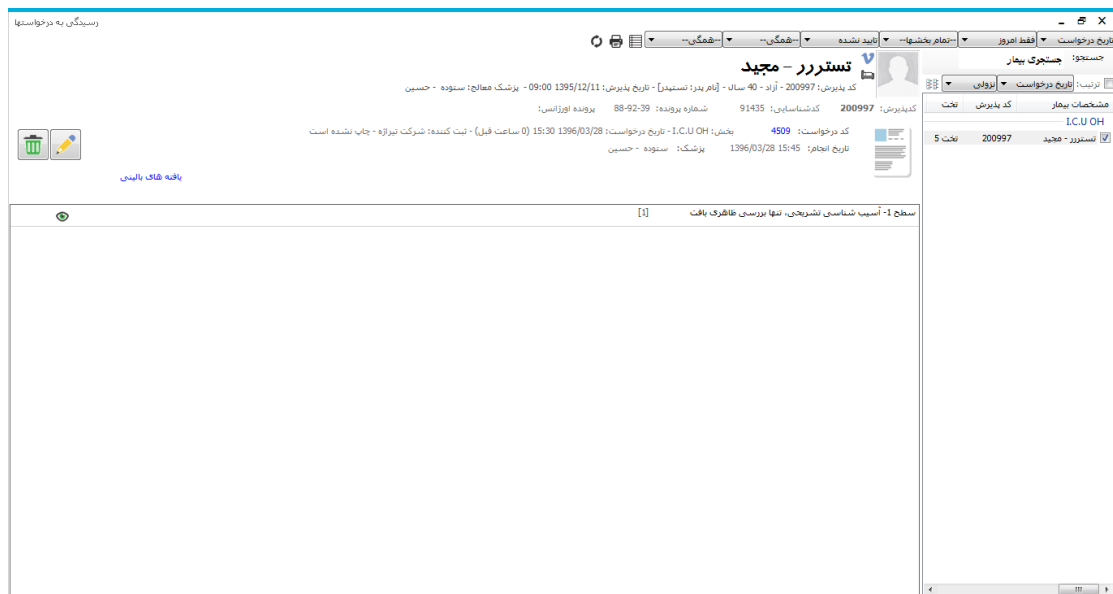 رسیدگی به درخواستها
تاریخ درخواست فقط امروز --تمام بخشها-- تایید نشده --همگی-- --همگی--
جستجو: جستجوی بیمار
ترتیب: تاریخ درخواست نزولی
مشخصات بیمار کد پذیرش تخت
I.C.U OH
تستررر - مجید 200997 تخت 5
تستررر – مجید
کد پذیرش: 200997 - آزاد - 40 سال - [نام پدر: تستپدر] - تاریخ پذیرش: 1395/12/11 09:00 - پزشک معالج: ستوده - حسین
کدپذیرش: 200997 کدشناسایی: 91435 شماره پرونده: 39-92-88 پرونده اورژانس:
کد درخواست: 4509 بخش: I.C.U OH - تاریخ درخواست: 1396/03/28 15:30 (0 ساعت قبل) - ثبت کننده: شرکت تیراژه - چاپ نشده است
تاریخ انجام: 1396/03/28 15:45 پزشک: ستوده - حسین
یافته های بالینی
سطح 1- آسیب شناسی تشریحی، تنها بررسی ظاهری بافت [1]